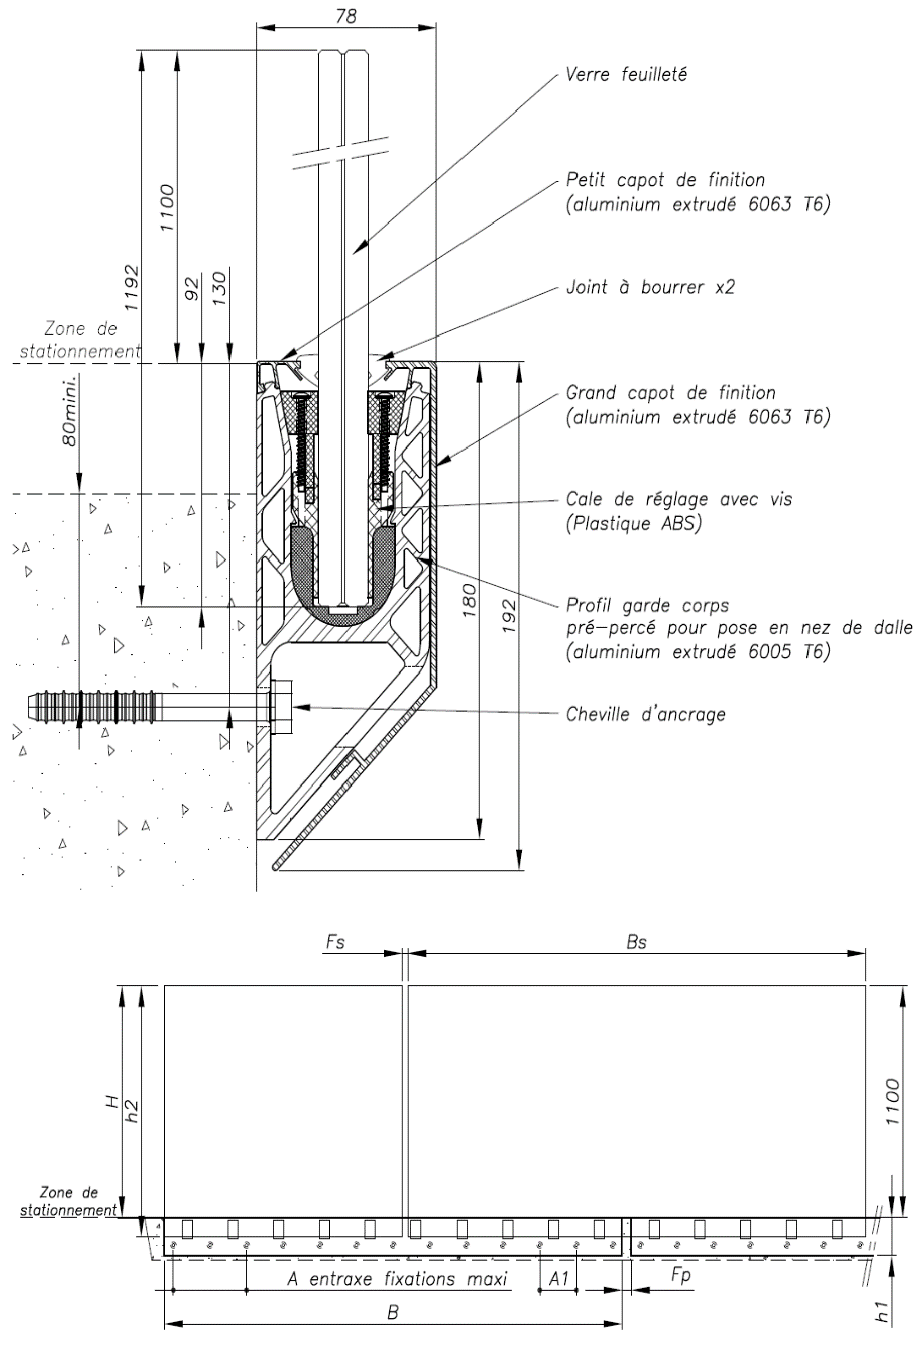 78
Verre feuilleté
Petit capot de finition
(aluminium extrudé 6063 T6)
1100
1192
92
130
Joint à bourrer x2
Zone de
stationnement
80mini.
Grand capot de finition
(aluminium extrudé 6063 T6)
Cale de réglage avec vis
(Plastique ABS)
180
192
Profil garde corps
pré-percé pour pose en nez de dalle
(aluminium extrudé 6005 T6)
Cheville d'ancrage
Fs
Bs
H
h2
1100
Zone de
stationnement
A entraxe fixations maxi
A1
Fp
h1
B